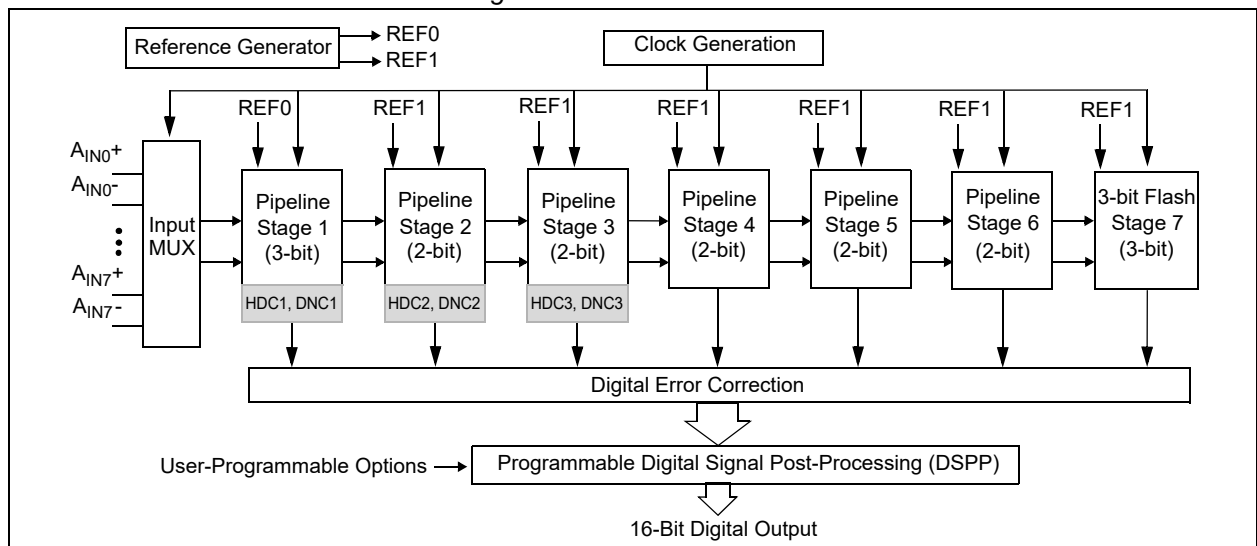 Reference Generator
REF0
REF1
Clock Generation
REF0
REF1
REF1
REF1
REF1
REF1
REF1
AIN0+
AIN0-
AIN7+
AIN7-
Input
MUX
Pipeline
Stage 1
(3-bit)
HDC1, DNC1
Pipeline
Stage 2
(2-bit)
HDC2, DNC2
Pipeline
Stage 3
(2-bit)
HDC3, DNC3
Pipeline
Stage 4
(2-bit)
Pipeline
Stage 5
(2-bit)
Pipeline
Stage 6
(2-bit)
3-bit Flash
Stage 7
(3-bit)
Digital Error Correction
User-Programmable Options
Programmable Digital Signal Post-Processing (DSPP)
16-Bit Digital Output